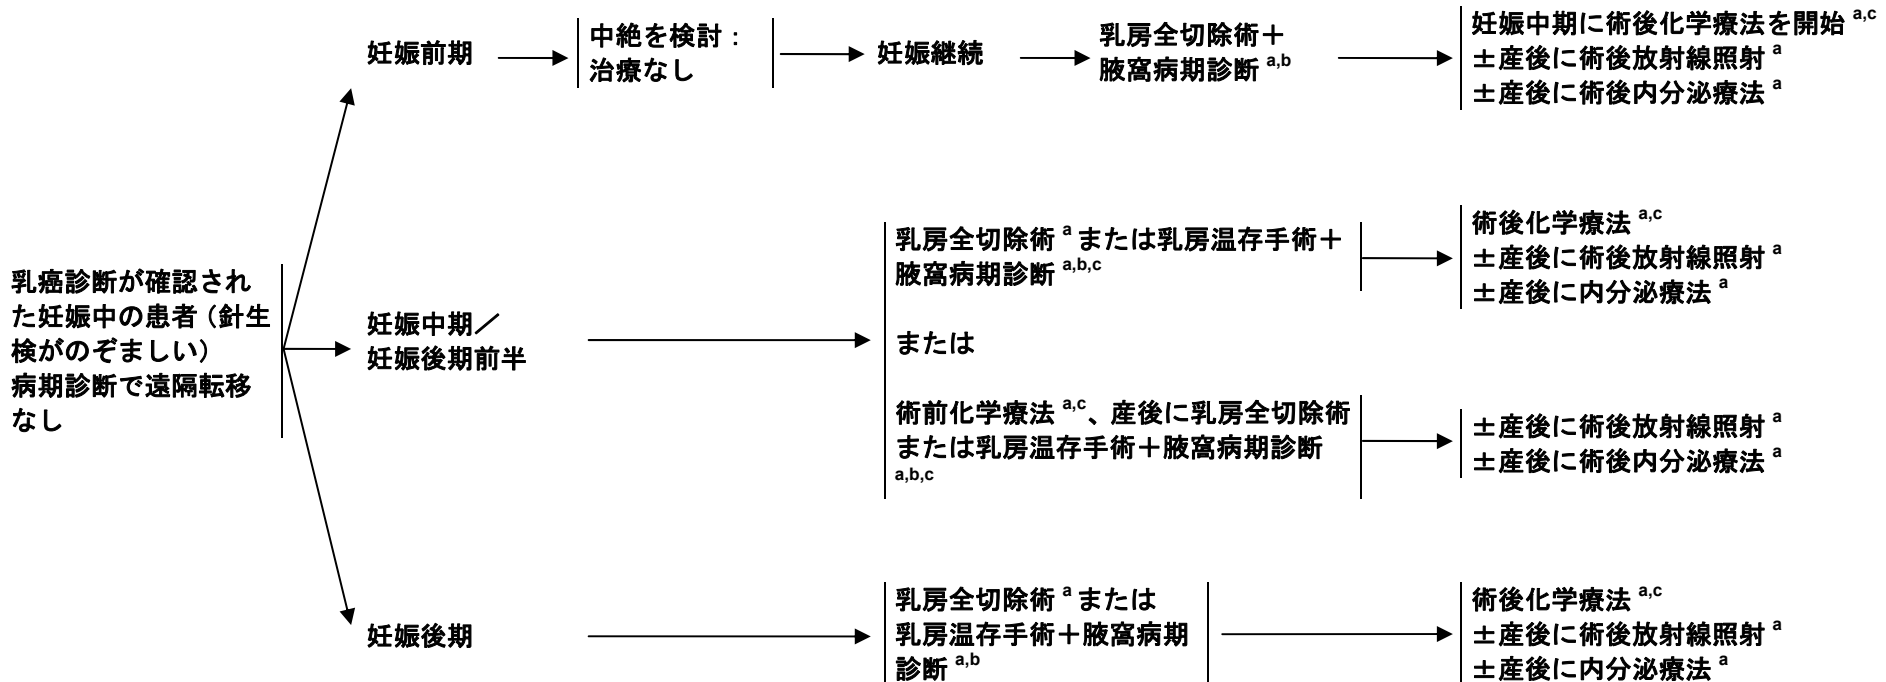 妊娠前期
中絶を検討：
治療なし
妊娠継続
乳房全切除術＋
腋窩病期診断 a,b
妊娠中期に術後化学療法を開始 a,c
±産後に術後放射線照射 a
±産後に術後内分泌療法 a
乳癌診断が確認され
た妊娠中の患者（針生
検がのぞましい）
病期診断で遠隔転移
なし
妊娠中期／
妊娠後期前半
乳房全切除術 a または乳房温存手術＋
腋窩病期診断 a,b,c
または
術前化学療法 a,c、産後に乳房全切除術
または乳房温存手術＋腋窩病期診断
a,b,c
術後化学療法 a,c
±産後に術後放射線照射 a
±産後に内分泌療法 a
±産後に術後放射線照射 a
±産後に術後内分泌療法 a
妊娠後期
乳房全切除術 a または
乳房温存手術＋腋窩病期
診断 a,b
術後化学療法 a,c
±産後に術後放射線照射 a
±産後に内分泌療法 a